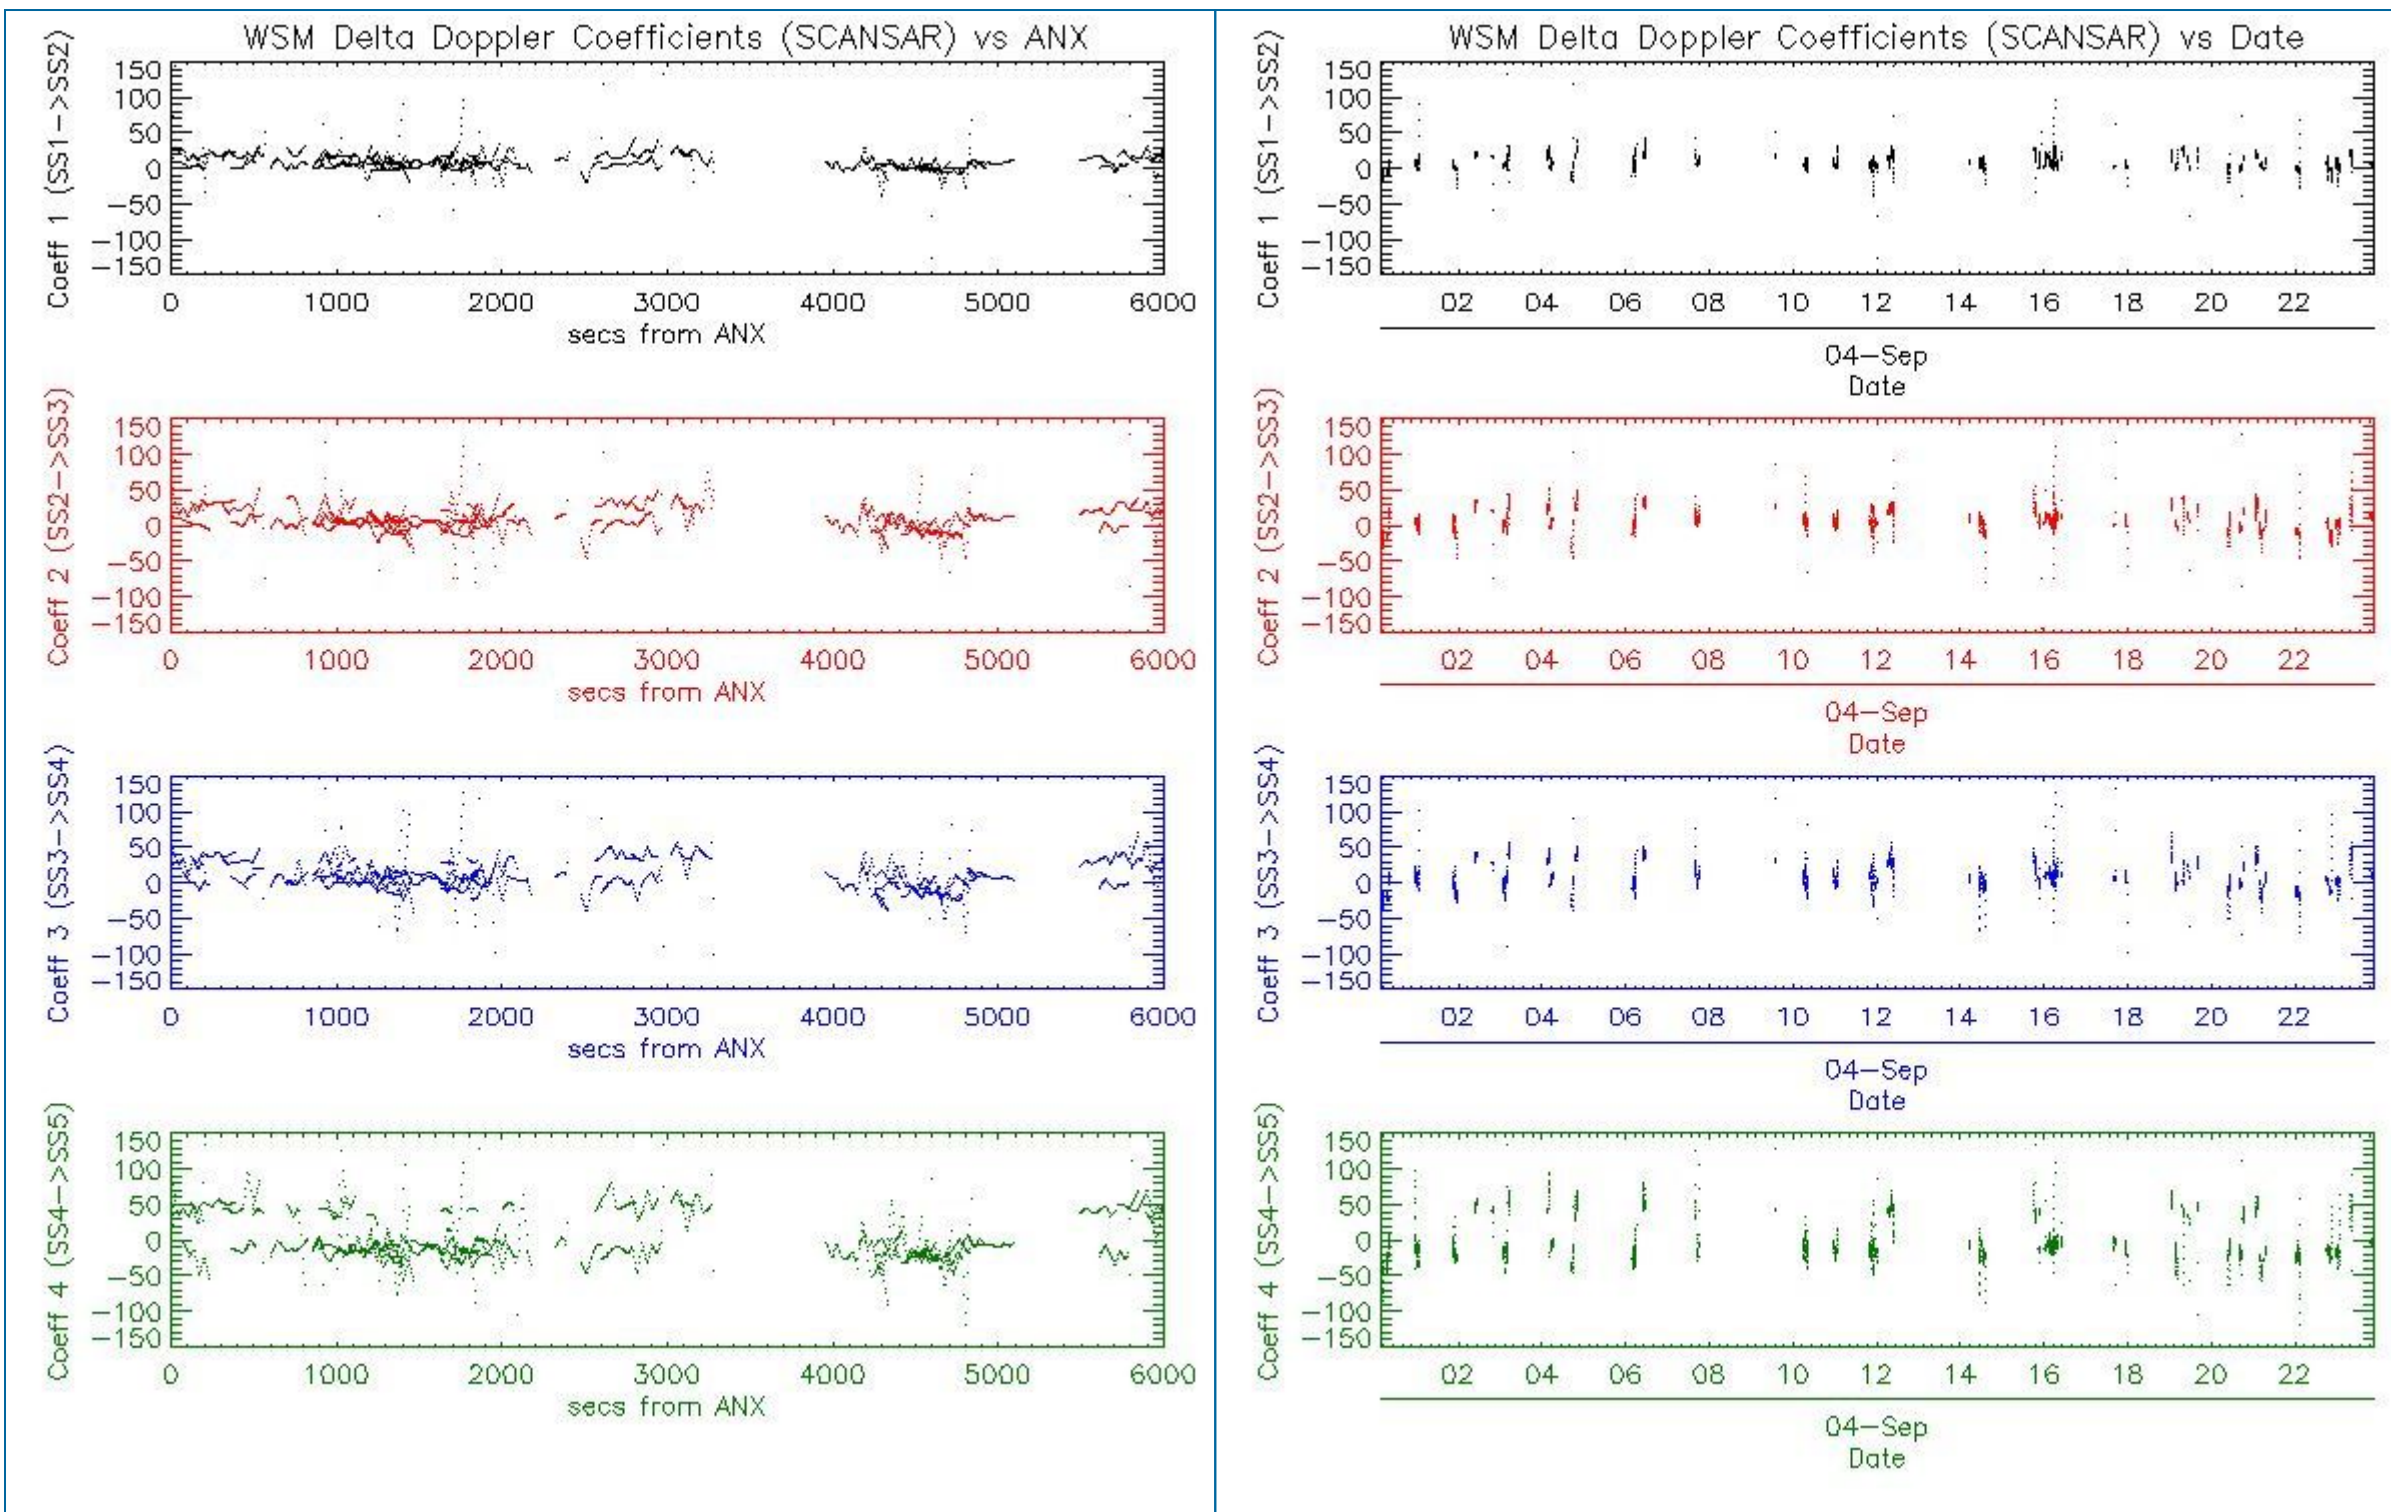 WSM Delta Doppler Coefficients (SCANSAR) vs ANX
Coeff 1 (SS1->SS2)
150
100
50
0
-50
-100
-150
0 1000 2000 3000 4000 5000 6000
secs from ANX
Coeff 2 (SS2->SS3)
150
100
50
0
-50
-100
-150
0 1000 2000 3000 4000 5000 6000
secs from ANX
Coeff 3 (SS3->SS4)
150
100
50
0
-50
-100
-150
0 1000 2000 3000 4000 5000 6000
secs from ANX
Coeff 4 (SS4->SS5)
150
100
50
0
-50
-100
-150
0 1000 2000 3000 4000 5000 6000
secs from ANX
WSM Delta Doppler Coefficients (SCANSAR) vs Date
Coeff 1 (SS1->SS2)
150
100
50
0
-50
-100
-150
02 04 06 08 10 12 14 16 18 20 22
04-Sep
Date
Coeff 2 (SS2->SS3)
150
100
50
0
-50
-100
-150
02 04 06 08 10 12 14 16 18 20 22
04-Sep
Date
Coeff 3 (SS3->SS4)
150
100
50
0
-50
-100
-150
02 04 06 08 10 12 14 16 18 20 22
04-Sep
Date
Coeff 4 (SS4->SS5)
150
100
50
0
-50
-100
-150
02 04 06 08 10 12 14 16 18 20 22
04-Sep
Date